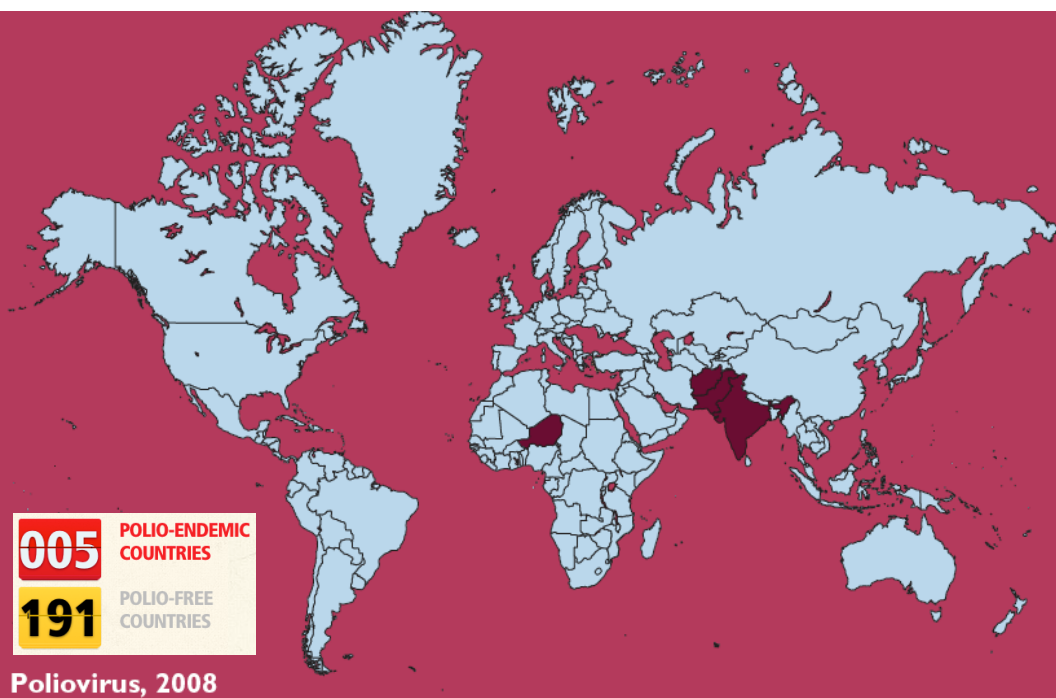 005 POLIO-ENDEMIC
COUNTRIES
191 POLIO-FREE
COUNTRIES
Poliovirus, 2008